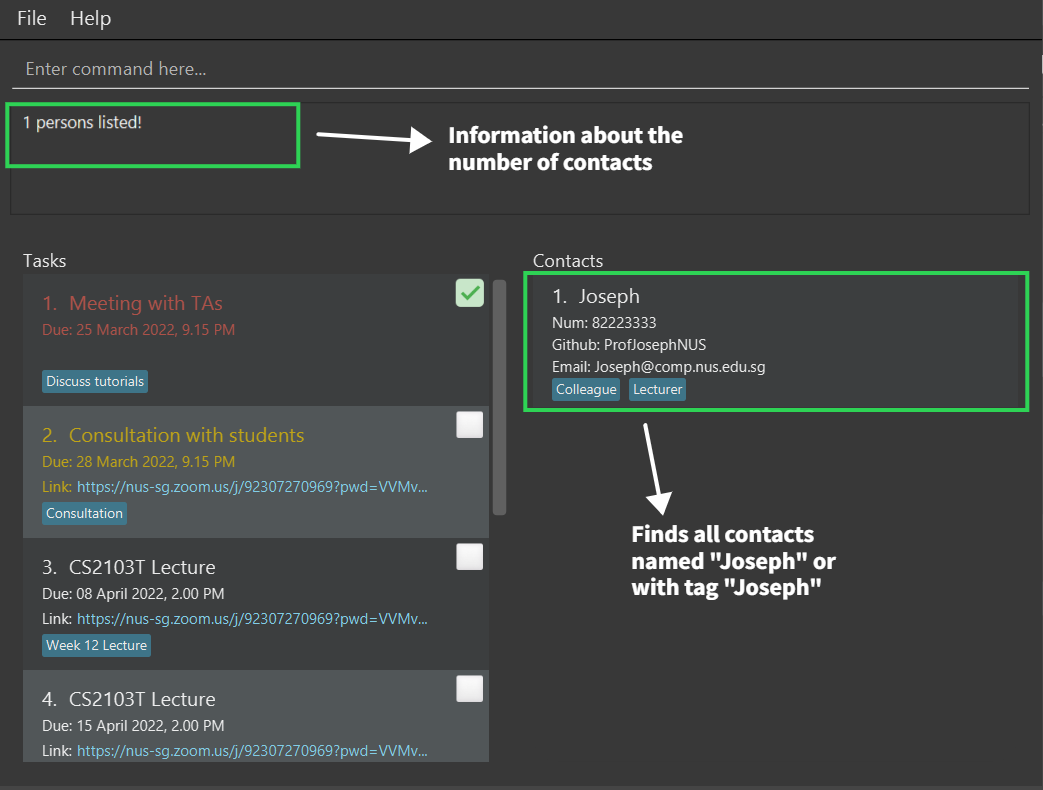 File Help
Enter command here...
1 persons listed!
Information about the
number of contacts
Tasks
1. Meeting with TAs
Due: 25 March 2022, 9.15 PM
Discuss tutorials
2. Consultation with students
Due: 28 March 2022, 9.15 PM
Link: https://nus-sg.zoom.us/j/92307270969?pwd=VVMv...
Consultation
3. CS2103T Lecture
Due: 08 April 2022, 2.00 PM
Link: https://nus-sg.zoom.us/j/92307270969?pwd=VVMv...
Week 12 Lecture
4. CS2103T Lecture
Due: 15 April 2022, 2.00 PM
Link: https://nus-sg.zoom.us/j/92307270969?pwd=VVMv...
Contacts
1. Joseph
Num: 82223333
Github: ProfJosephNUS
Email: Joseph@comp.nus.edu.sg
Colleague Lecturer
Finds all contacts
named "Joseph" or
with tag "Joseph"